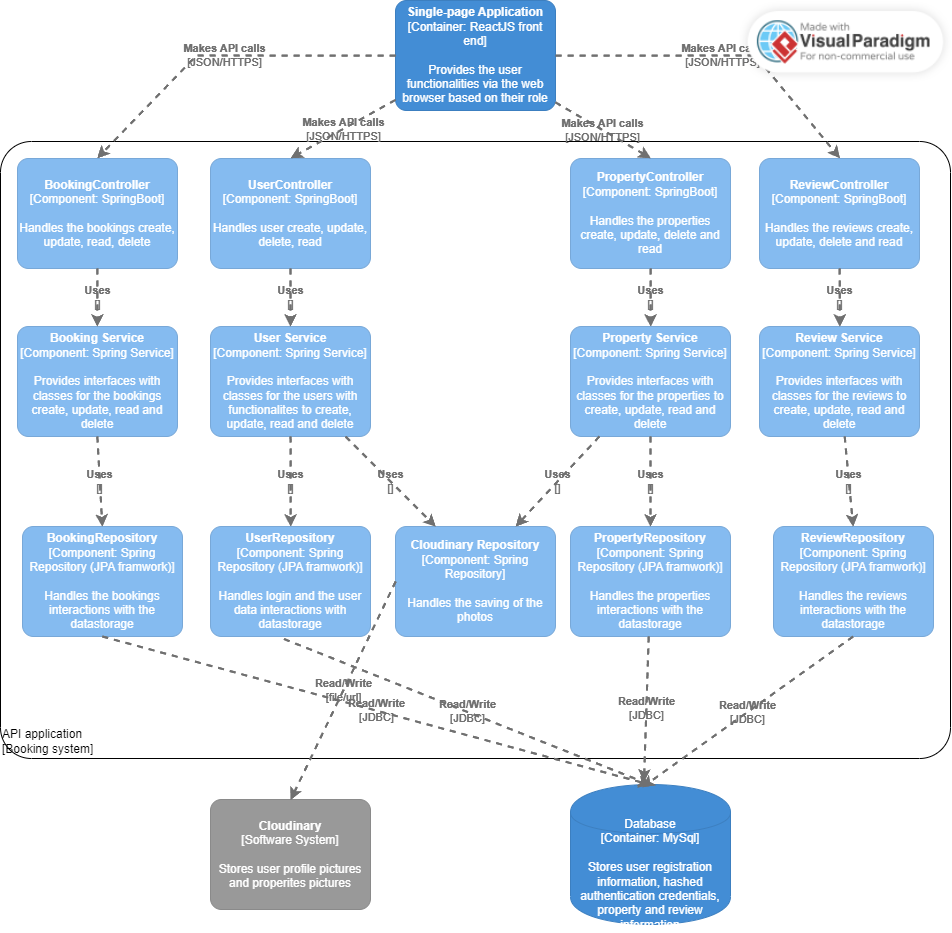 Single-page Application
[Container: ReactJS front
end]
Provides the user
functionalities via the web
browser based on their role
Made with
Visual Paradigm
For non-commercial use
Makes API calls
[JSON/HTTPS]
Makes API calls
[JSON/HTTPS]
Makes API calls
[JSON/HTTPS]
Makes API ca
[JSON/HTTPS]
BookingController
[Component: SpringBoot]
Handles the bookings create,
update, read, delete
UserController
[Component: SpringBoot]
Handles user create, update,
delete, read
PropertyController
[Component: SpringBoot]
Handles the properties
create, update, delete and
read
ReviewController
[Component: SpringBoot]
Handles the reviews create,
update, delete and read
Uses
[]
Uses
[]
Uses
[]
Uses
[]
Booking Service
[Component: Spring Service]
Provides interfaces with
classes for the bookings
create, update, read and
delete
User Service
[Component: Spring Service]
Provides interfaces with
classes for the users with
functionalites to create,
update, read and delete
Property Service
[Component: Spring Service]
Provides interfaces with
classes for the properties to
create, update, read and
delete
Review Service
[Component: Spring Service]
Provides interfaces with
classes for the reviews to
create, update, read and
delete
Uses
[]
Uses
[]
Uses
[]
Uses
[]
Uses
[]
Uses
[]
BookingRepository
[Component: Spring
Repository (JPA framwork)]
Handles the bookings
interactions with the
datastorage
UserRepository
[Component: Spring
Repository (JPA framwork)]
Handles login and the user
data interactions with
datastorage
Cloudinary Repository
[Component: Spring
Repository]
Handles the saving of the
photos
PropertyRepository
[Component: Spring
Repository (JPA framwork)]
Handles the properties
interactions with the
datastorage
ReviewRepository
[Component: Spring
Repository (JPA framwork)]
Handles the reviews
interactions with the
datastorage
Read/Write
[file/url]
Read/Write
[JDBC]
Read/Write
[JDBC]
Read/Write
[JDBC]
Read/Write
[JDBC]
API application
[Booking system]
Cloudinary
[Software System]
Stores user profile pictures
and properites pictures
Database
[Container: MySql]
Stores user registration
information, hashed
authentication credentials,
property and review
information